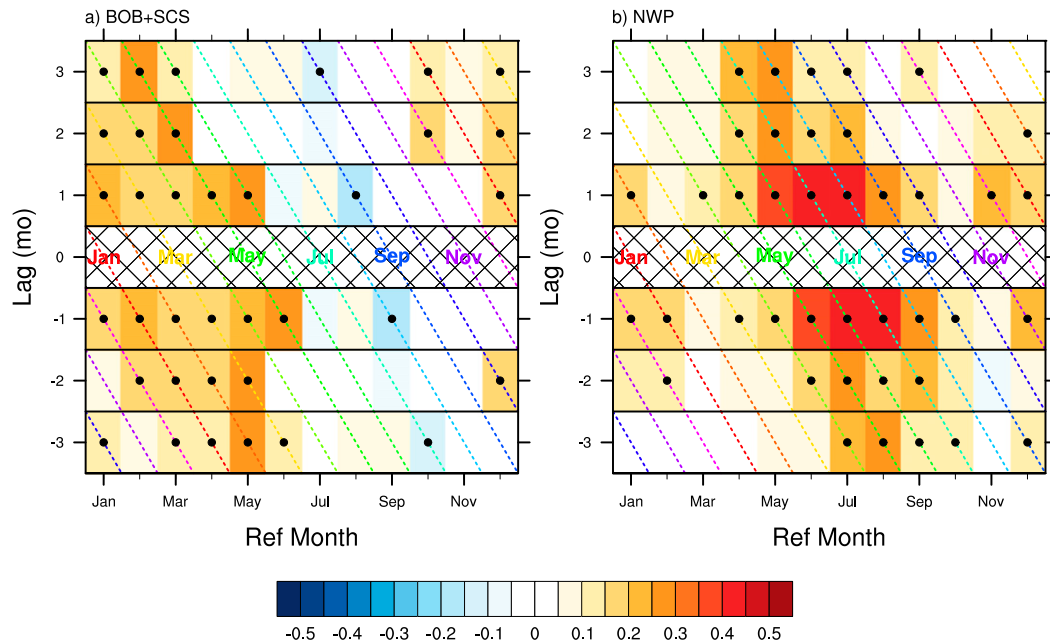 a) BOB+SCS
b) NWP
Lag (mo)
3
2
1
0
-1
-2
-3
Jan Mar May Jul Sep Nov
Jan Mar May Jul Sep Nov
Ref Month
Lag (mo)
3
2
1
0
-1
-2
-3
Jan Mar May Jul Sep Nov
Jan Mar May Jul Sep Nov
Ref Month
-0.5 -0.4 -0.3 -0.2 -0.1 0 0.1 0.2 0.3 0.4 0.5